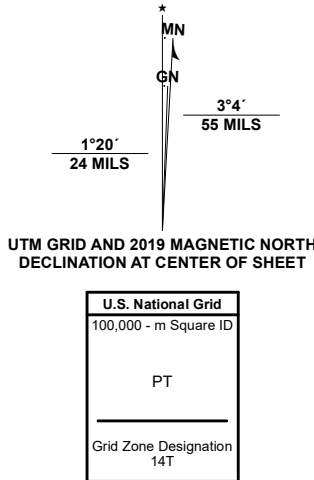 ★
MN
GN
3°4´
55 MILS
1°20´
24 MILS
UTM GRID AND 2019 MAGNETIC NORTH
DECLINATION AT CENTER OF SHEET
U.S. National Grid
100,000 - m Square ID
PT
Grid Zone Designation
14T